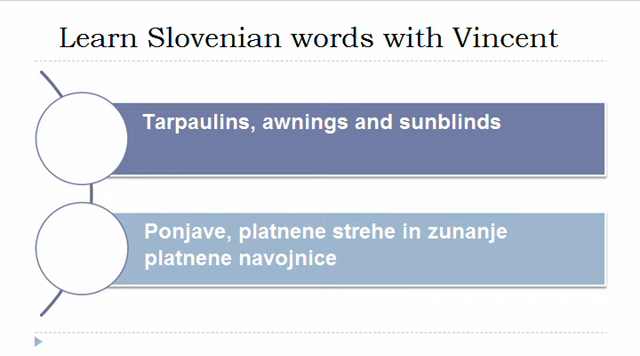 Learn Slovenian words with Vincent
Tarpaulins, awnings and sunblinds
Ponjave, platnene strehe in zunanje
platnene navojnice